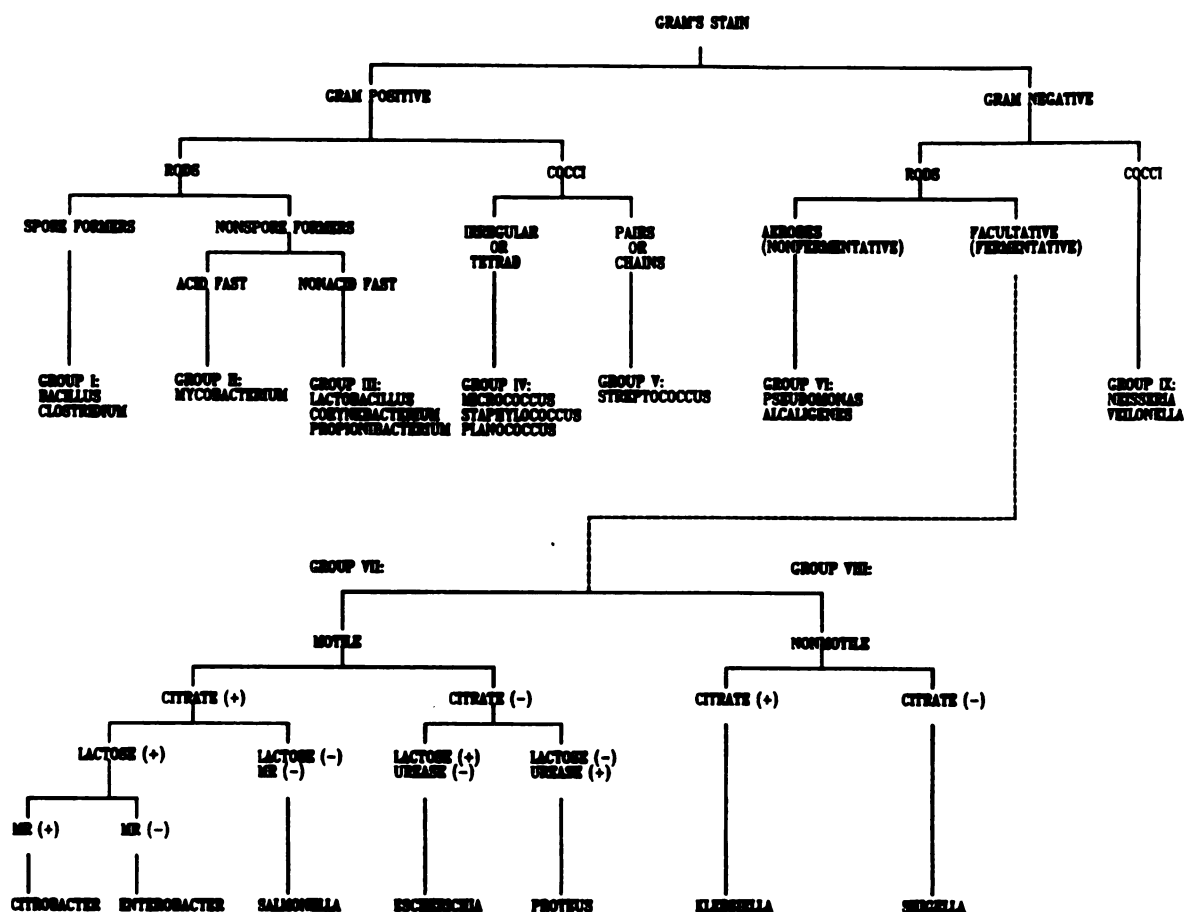 GRAM'S STAIN
GRAM POSITIVE
GRAM NEGATIVE
RODS
COCCI
RODS
COCCI
SPORE FORMERS
NONSPORE FORMERS
IRREGULAR
OR
TETRAD
PAIRS
OR
CHAINS
AEROBES
(NONFERMENTATIVE)
FACULTATIVE
(FERMENTATIVE)
ACID FAST
NONACID FAST
GROUP I:
BACILLUS
CLOSTRIDIUM
GROUP II:
MYCOBACTERIUM
GROUP III:
LACTOBACILLUS
CORYNEBACTERIUM
PROPIONIBACTERIUM
GROUP IV:
MICROCOCCUS
STAPHYLOCOCCUS
PLANOCOCCUS
GROUP V:
STREPTOCOCCUS
GROUP VI:
PSEUDOMONAS
ALCALIGENES
GROUP IX:
NEISSERIA
VEILONELLA
GROUP VII:
GROUP VIII:
MOTILE
NONMOTILE
CITRATE (+)
CITRATE (-)
CITRATE (+)
CITRATE (-)
LACTOSE (+)
LACTOSE (-)
MR (-)
LACTOSE (+)
UREASE (-)
LACTOSE (-)
UREASE (+)
MR (+)
MR (-)
CITROBACTER
ENTEROBACTER
SALMONELLA
ESCHERICHIA
PROTEUS
KLEBSIELLA
SHIGELLA